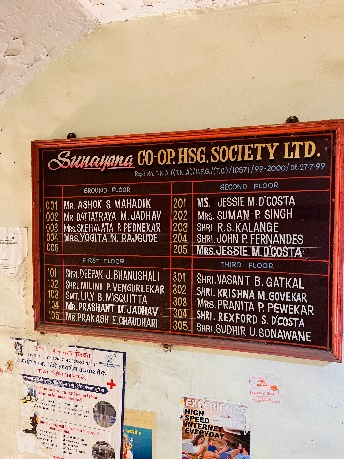 Sunayana CO-OP. HSG. SOCIETY LTD.
GROUND FLOOR
001 Mr. ASHOK S. MAHADIK
002 Mr. DATTATRAYA M. JADHAV
003 Mrs. SNEHALATA P. PEDNEKAR
004 Mrs. YOGITA N. RAJGUDE
005
FIRST FLOOR
101 SHRI. DEEPAK J. BHANUSHALI
102 SHRI. MILIND P. VENGURLEKAR
103 SMT. LILY B. MISQUITTA
104 Mr. PRASHANT M. JADHAV
105 Mr. PRAKASH E. CHAUDHARI
SECOND FLOOR
201 MS. JESSIE M. D'COSTA
202 Mrs. SUMAN P. SINGH
203 SHRI R.S. KALANGE
204 SHRI JOHN P. FERNANDES
205 MRS. JESSIE M. D'COSTA
THIRD FLOOR
301 SHRI. VASANT B. GATKAL
302 SHRI. KRISHNA M. GOVEKAR
303 MRS. PRANITA P. PEWEKAR
304 SHRI. REXFORD S. D'COSTA
305 SHRI. SUDHIR U. SONAWANE
EXPERIENCE
HIGH
SPEED
INTERNET
EVERYDAY